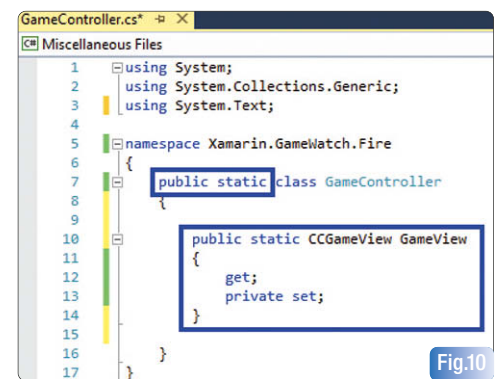 GameController.cs*
C# Miscellaneous Files
1 using System;
2 using System.Collections.Generic;
3 using System.Text;
4
5 namespace Xamarin.GameWatch.Fire
6 {
7 public static class GameController
8 {
9
10 public static CCGameView GameView
11 {
12 get;
13 private set;
14 }
15
16 }
17 }
Fig.10